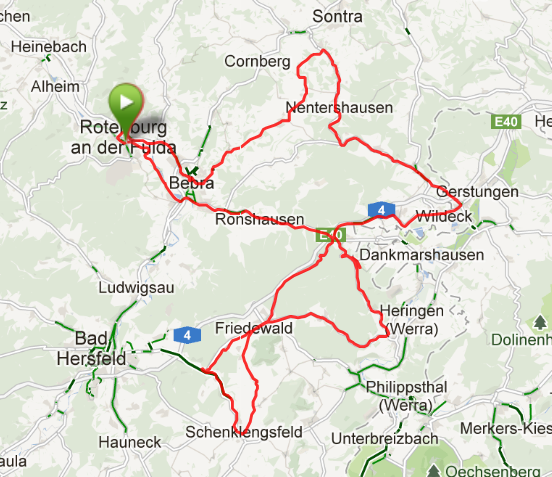 chen
Sontra
Heinebach
Cornberg
Alheim
Nentershausen
Rotenburg
an der Fulda
E40
Bebra
Gerstungen
4
Wildeck
Ronshausen
E40
Dankmarshausen
Ludwigsau
Heringen
(Werra)
Friedewald
4
Bad
Hersfeld
Dolinenh
Philippsthal
(Werra)
Merkers-Kies
Schenklengsfeld
Hauneck
Unterbreizbach
aula
Oechsenberg